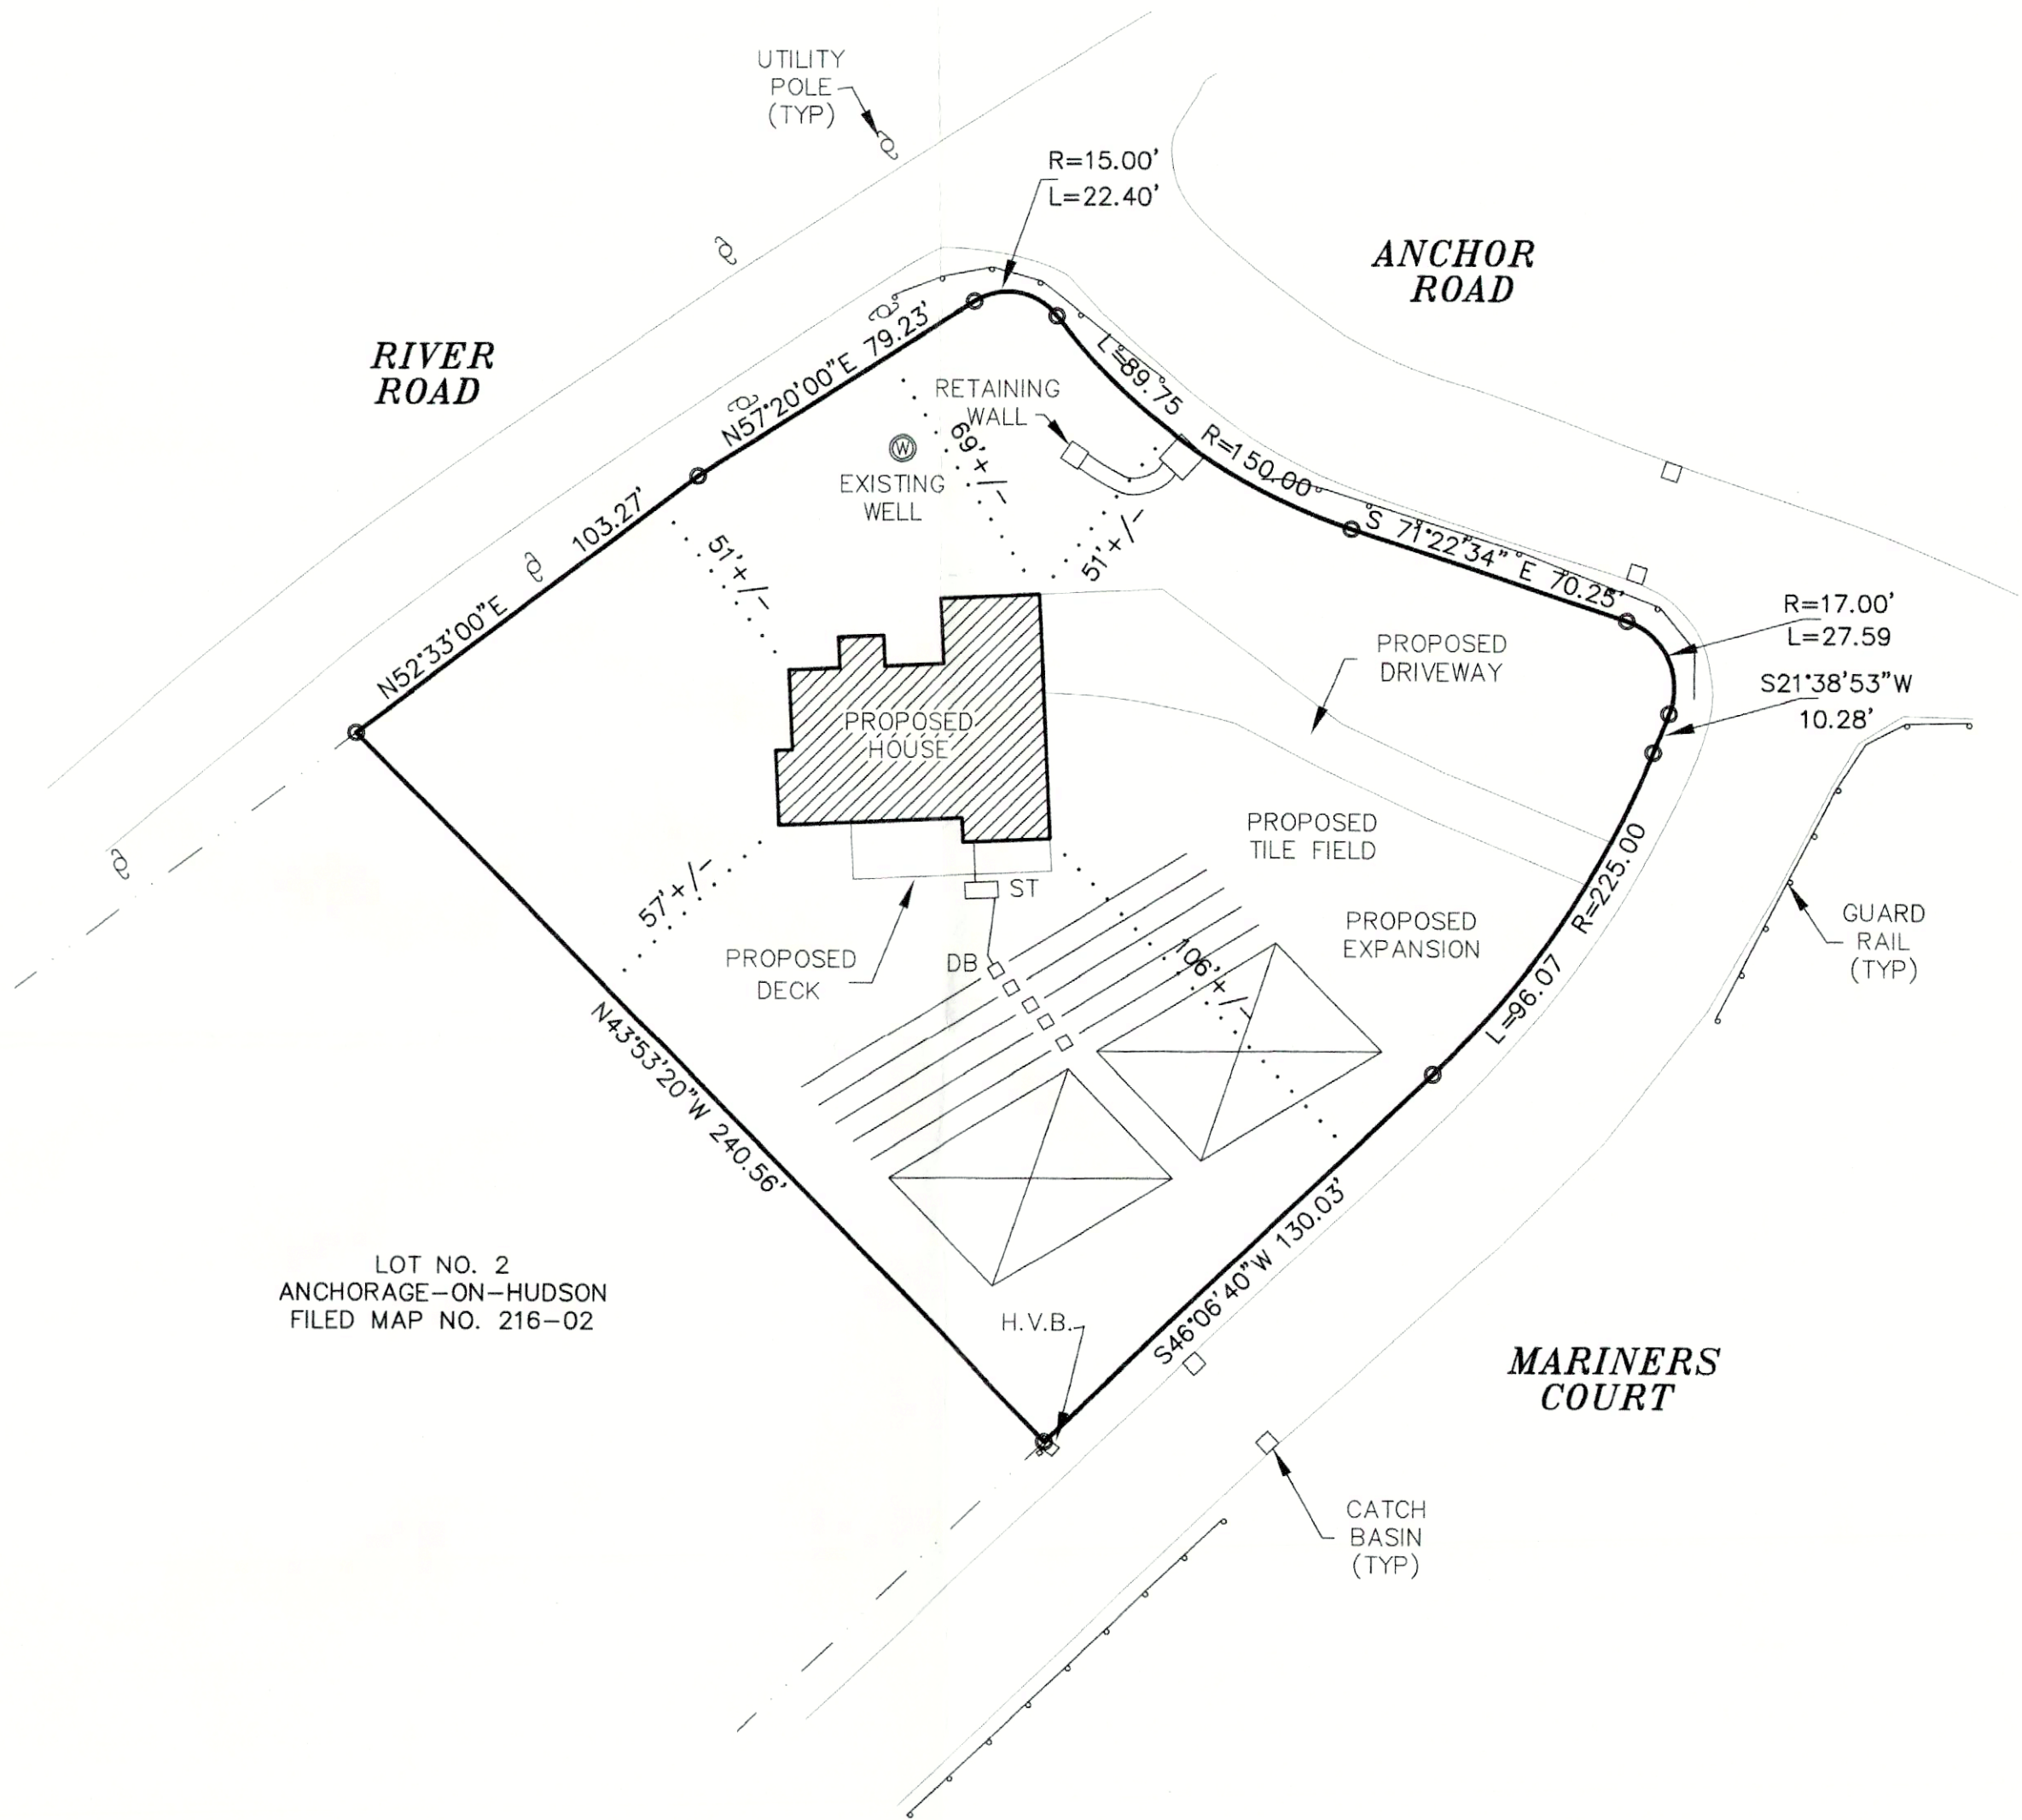 UTILITY
POLE
(TYP)
R=15.00'
L=22.40'
ANCHOR
ROAD
RIVER
ROAD
N57°20'00"E 79.23'
L=89.75
R=150.00
RETAINING
WALL
69'+/-
W
EXISTING
WELL
103.27'
N52°33'00"E
51'+/-
51'+/-
S 71°22'34" E 70.25'
R=17.00'
L=27.59
S21°38'53"W
10.28'
PROPOSED
DRIVEWAY
PROPOSED
HOUSE
PROPOSED
TILE FIELD
R=225.00
L=96.07
57'+/-
ST
PROPOSED
EXPANSION
GUARD
RAIL
(TYP)
PROPOSED
DECK
DB
106'+/-
N43°53'20"W 240.56'
S46°06'40"W 130.03'
LOT NO. 2
ANCHORAGE-ON-HUDSON
FILED MAP NO. 216-02
H.V.B.
MARINERS
COURT
CATCH
BASIN
(TYP)